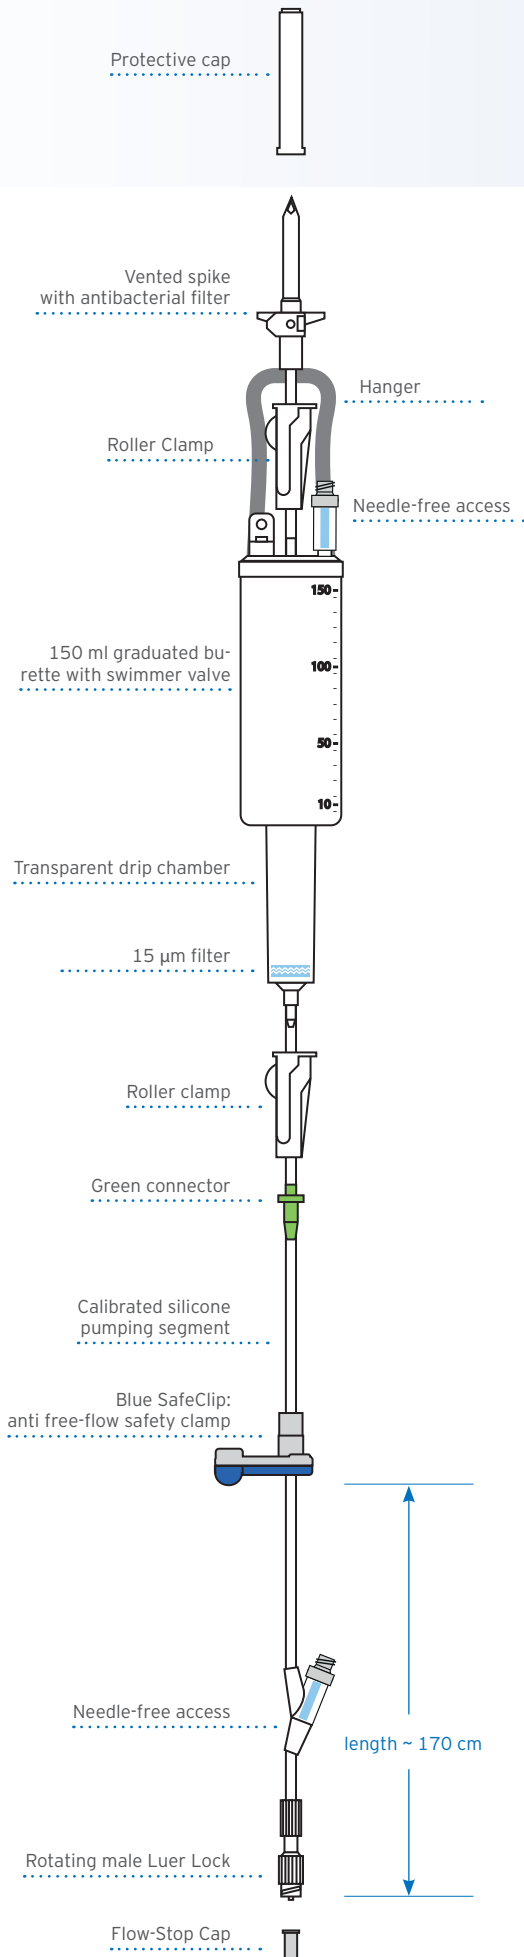 Protective cap
Vented spike
with antibacterial filter
Hanger
Roller Clamp
Needle-free access
150
150 ml graduated bu-
rette with swimmer valve
100
50
10
Transparent drip chamber
15 µm filter
Roller clamp
Green connector
Calibrated silicone
pumping segment
Blue SafeClip:
anti free-flow safety clamp
Needle-free access
length ~ 170 cm
Rotating male Luer Lock
Flow-Stop Cap